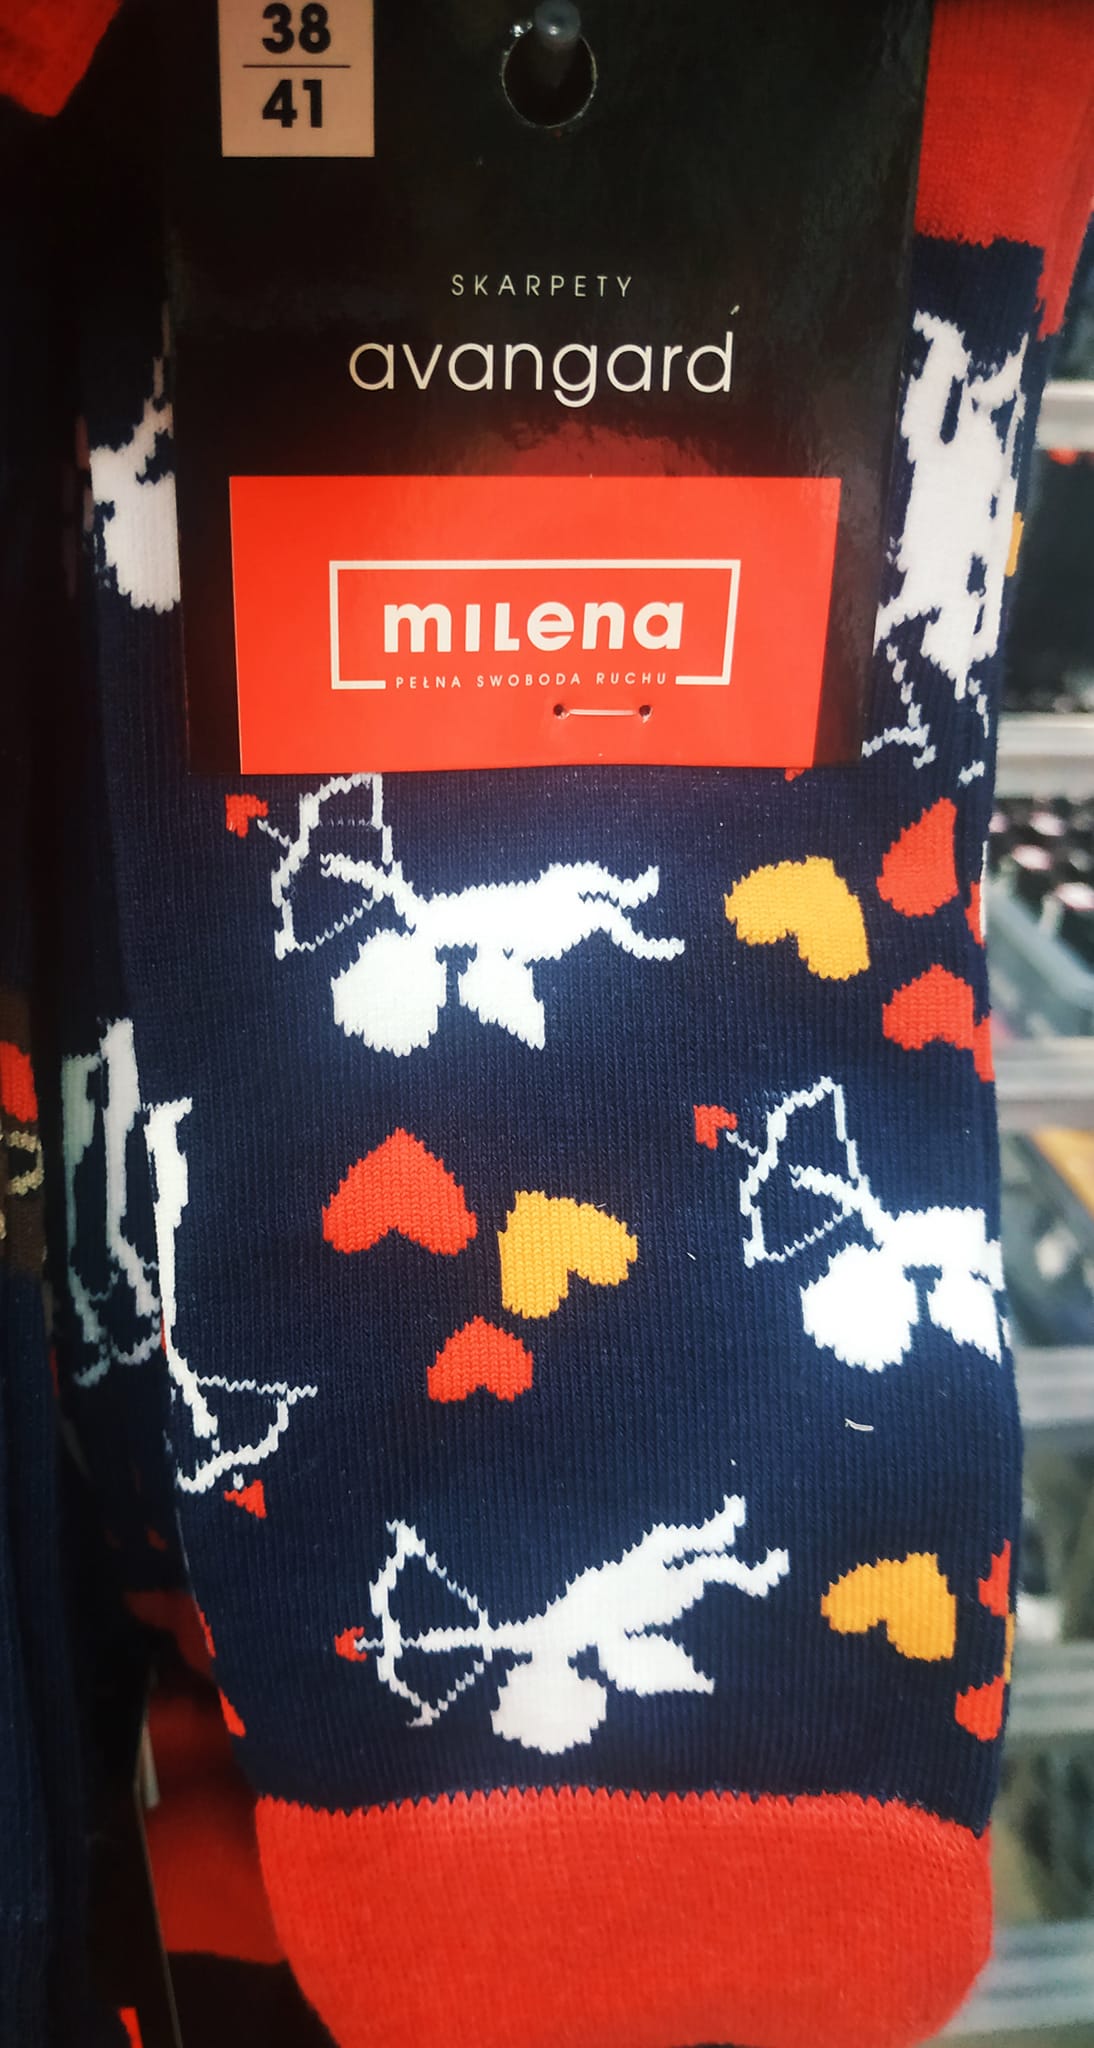 38
41
SKARPETY
avangard
milena
PEŁNA SWOBODA RUCHU